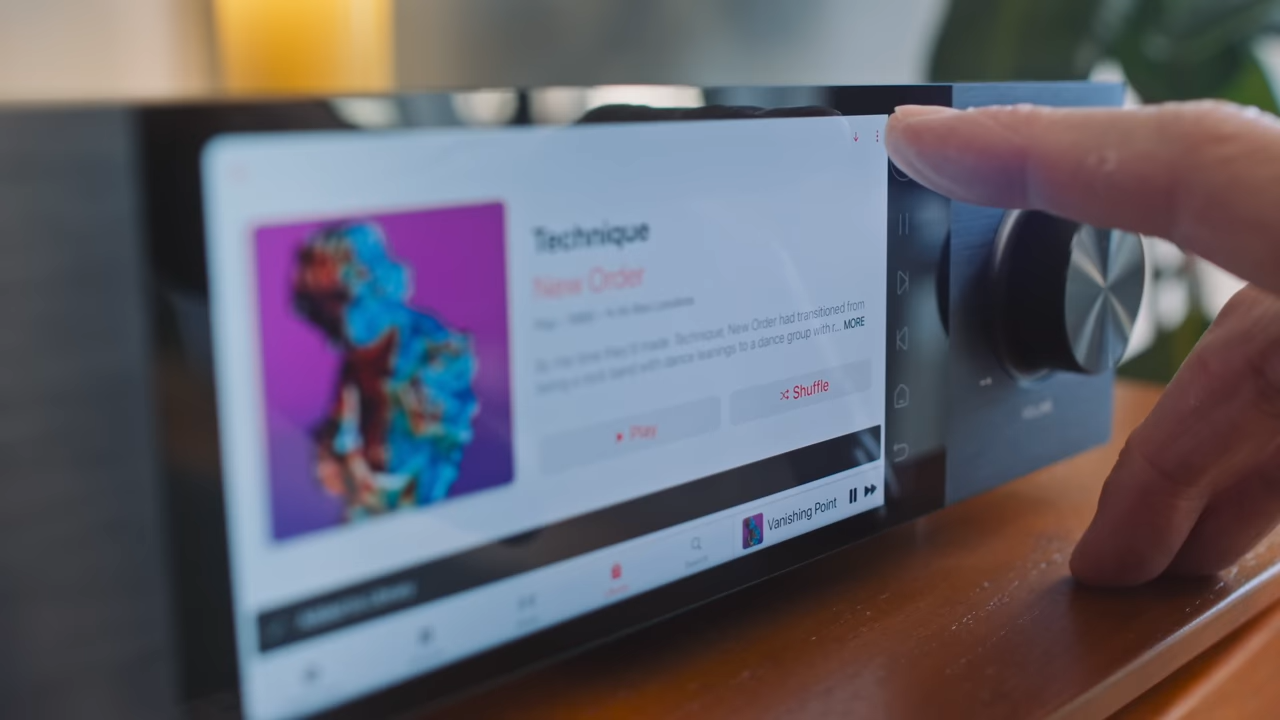 Technique
New Order
By the time they'd made Technique, New Order had transitioned from
being a rock band with dance leanings to a dance group with r... MORE
Play
Shuffle
Vanishing Point